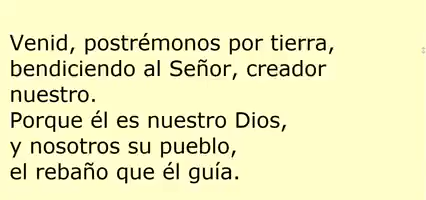 Venid, postrémonos por tierra,
bendiciendo al Señor, creador
nuestro.
Porque él es nuestro Dios,
y nosotros su pueblo,
el rebaño que él guía.